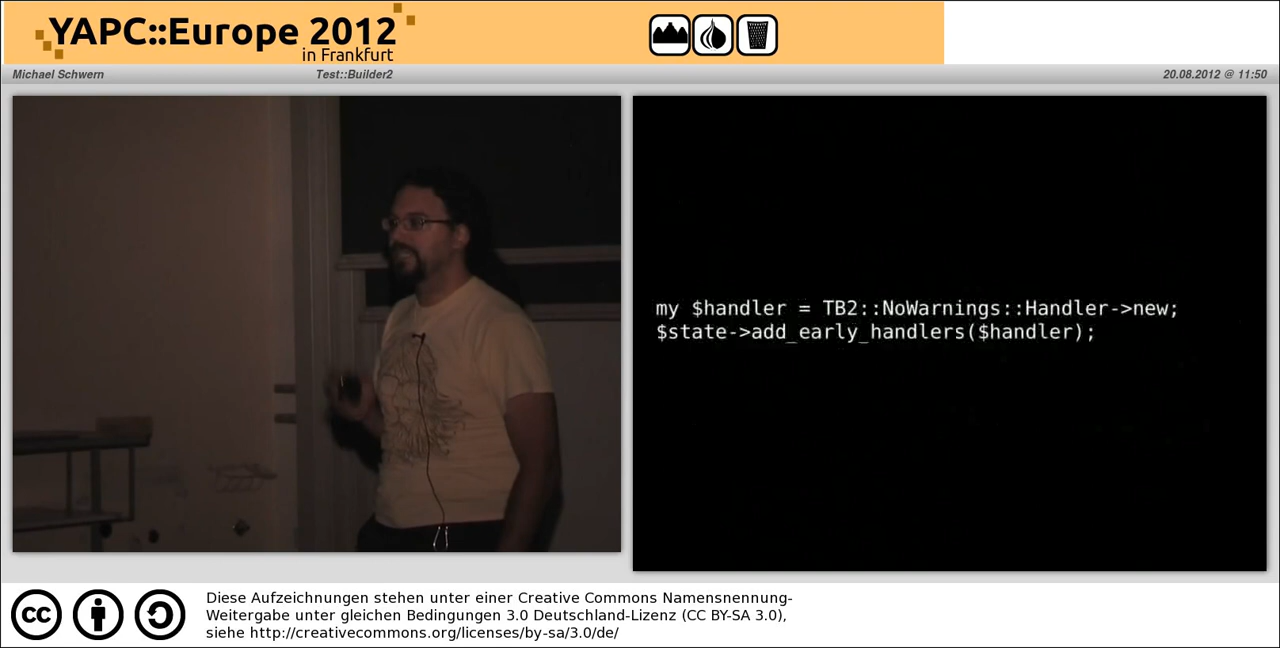 YAPC::Europe 2012
in Frankfurt
Michael Schwern
Test::Builder2
20.08.2012 @ 11:50
my $handler = TB2::NoWarnings::Handler->new;
$state->add_early_handlers($handler);
cc
Diese Aufzeichnungen stehen unter einer Creative Commons Namensnennung-
Weitergabe unter gleichen Bedingungen 3.0 Deutschland-Lizenz (CC BY-SA 3.0),
siehe http://creativecommons.org/licenses/by-sa/3.0/de/